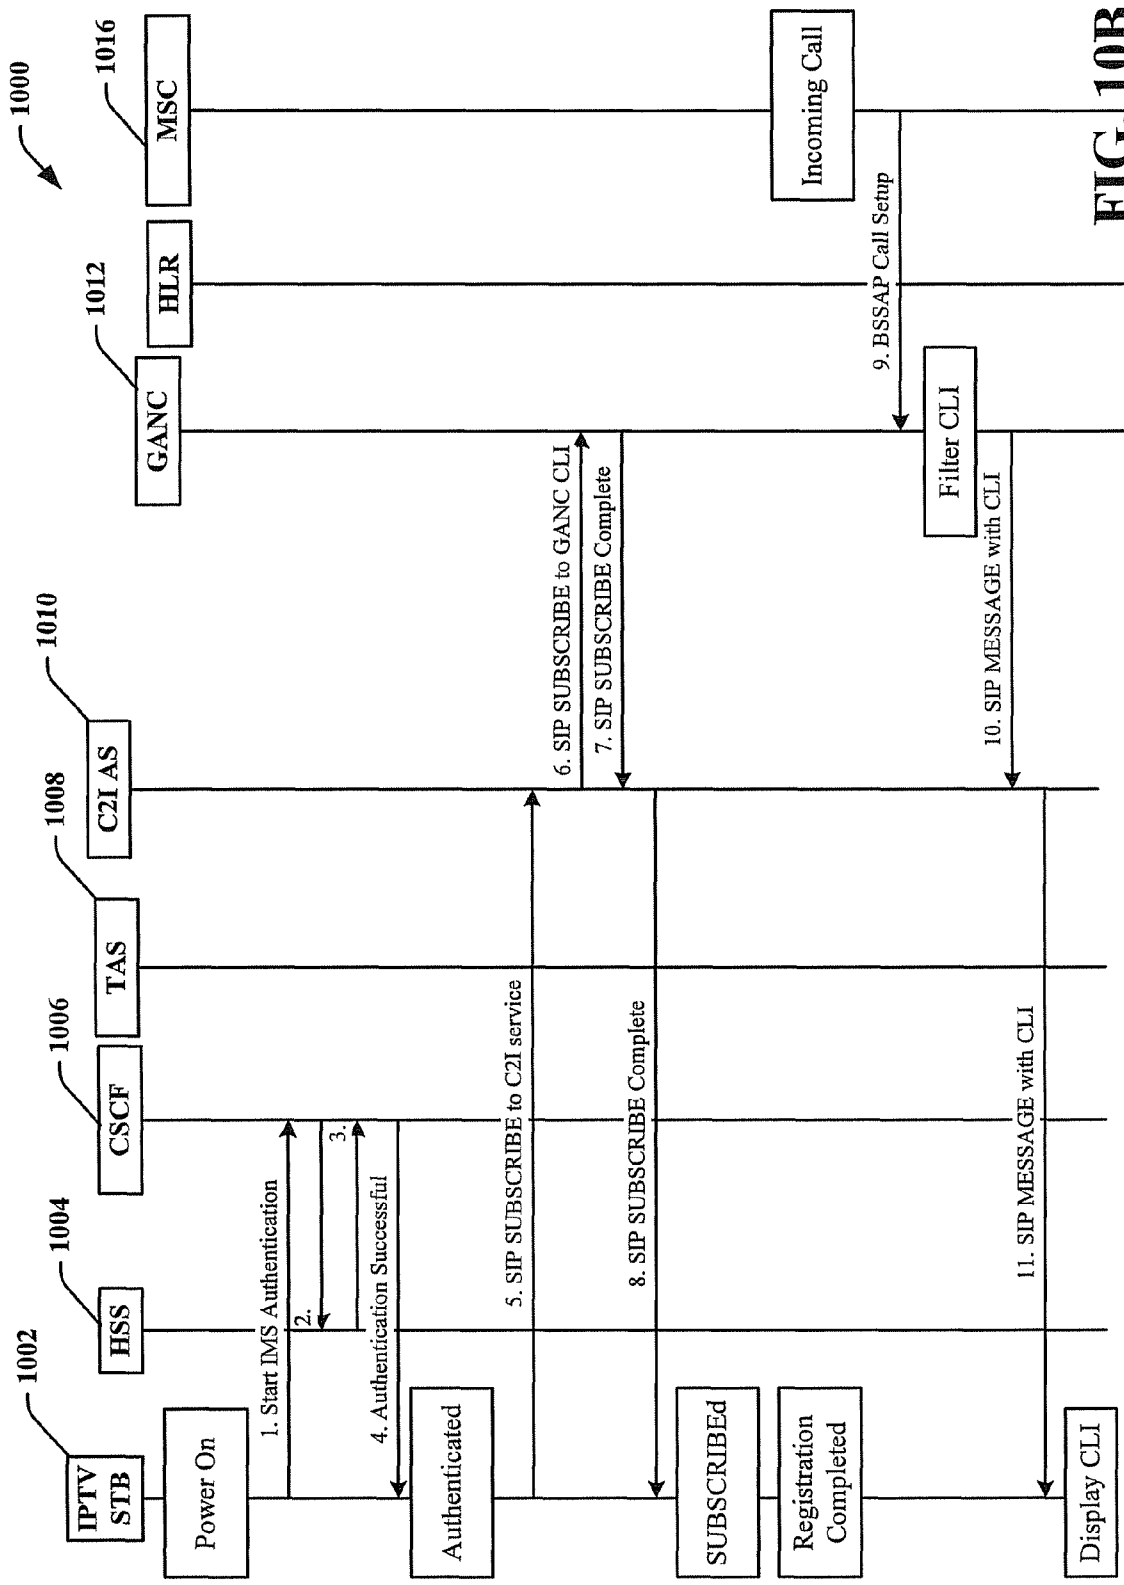 1000
1002
1004
1006
1008
1010
1012
1016
IPTV
STB
HSS
CSCF
TAS
C2I AS
GANC
HLR
MSC
Power On
1. Start IMS Authentication
2.
3.
4. Authentication Successful
Authenticated
5. SIP SUBSCRIBE to C2I service
6. SIP SUBSCRIBE to GANC CLI
7. SIP SUBSCRIBE Complete
8. SIP SUBSCRIBE Complete
SUBSCRIBEd
Registration
Completed
Incoming Call
9. BSSAP Call Setup
Filter CLI
10. SIP MESSAGE with CLI
11. SIP MESSAGE with CLI
Display CLI
FIG. 10B